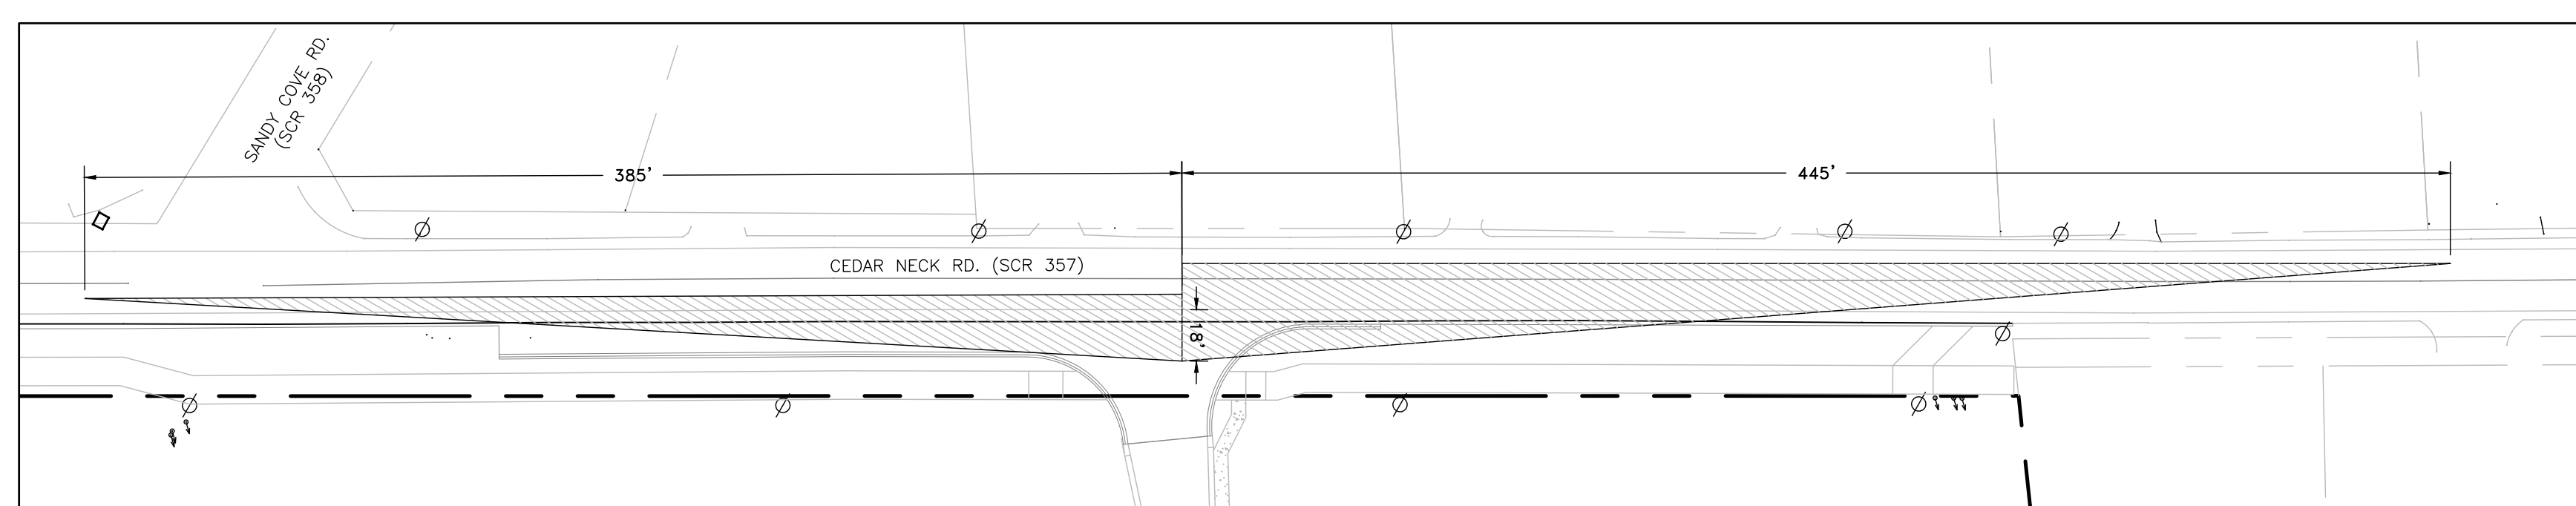 SANDY COVE RD.
(SCR 358)
385'
445'
CEDAR NECK RD. (SCR 357)
18'